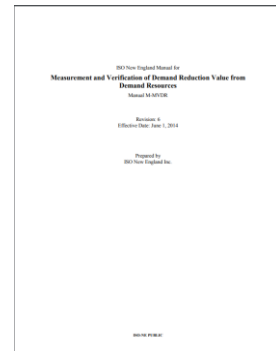 ISO New England Manual for
Measurement and Verification of Demand Reduction Value from
Demand Resources
Manual M-MVDR
Revision: 6
Effective Date: June 1, 2014
Prepared by
ISO New England Inc.
ISO-NE PUBLIC